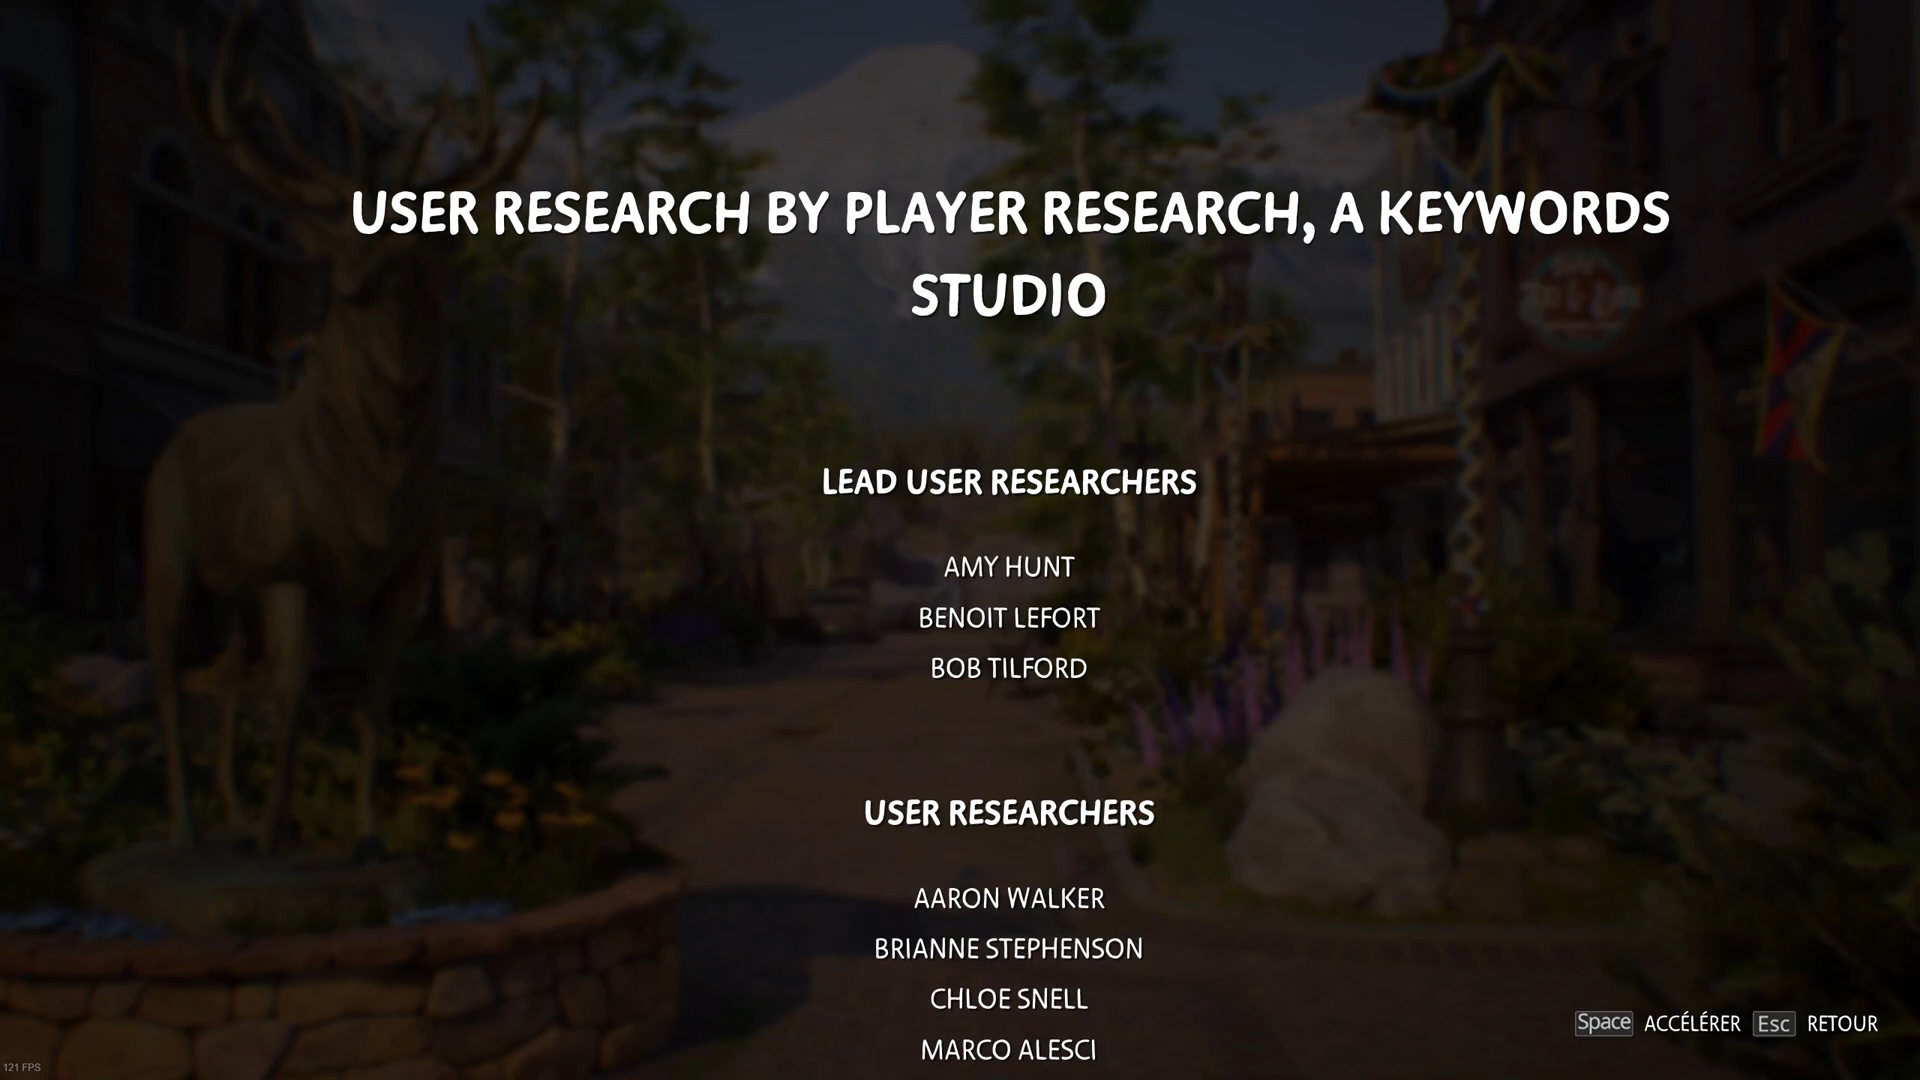 USER RESEARCH BY PLAYER RESEARCH, A KEYWORDS
STUDIO
LEAD USER RESEARCHERS
AMY HUNT
BENOIT LEFORT
BOB TILFORD
USER RESEARCHERS
AARON WALKER
BRIANNE STEPHENSON
CHLOE SNELL
MARCO ALESCI
Space ACCÉLÉRER Esc RETOUR
121 FPS